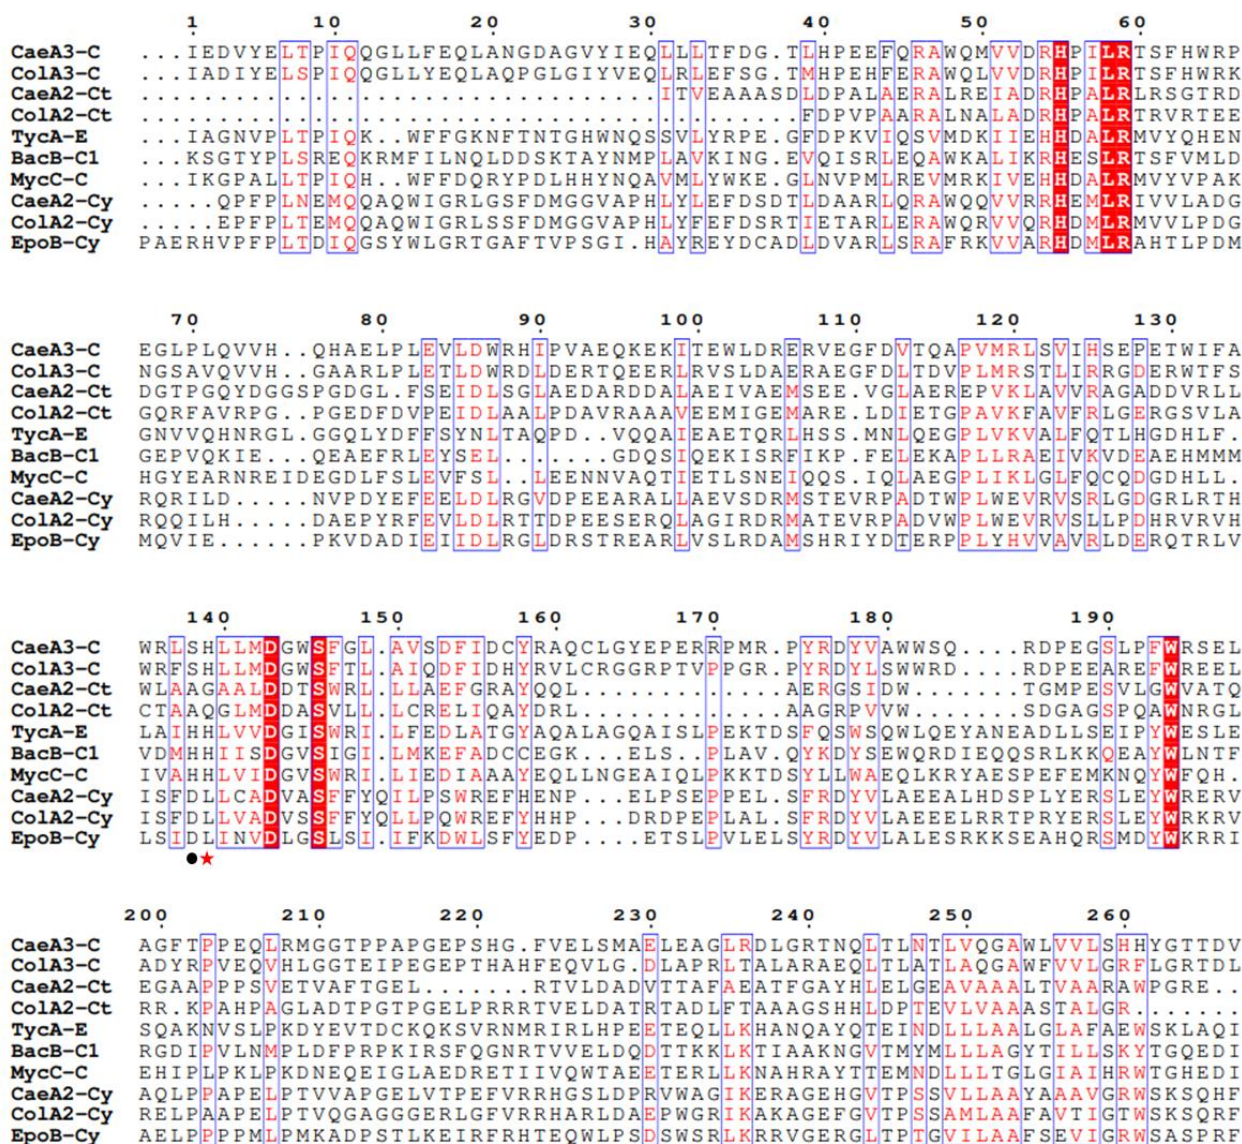 1 10 20 30 40 50 60
CaeA3-C ...IEDVYELTPIQQGLLFEQLANGDAGVYIEQLLLTFDG.TLHPEEFQRAWQMVVDRHPILRTSFHWRP
ColA3-C ...IADIYELSPIQQGLLYEQLAQPGLGIYVEQLRLEFSG.TMHPEHFERAWQLVVDRHPILRTSFHWRK
CaeA2-Ct .................................ITVEAAASDLDPALAERALREIADRHPALRLRSGTRD
ColA2-Ct ..........................................FDPVPAARALNALADRHPALRTRVRTEE
TycA-E ...IAGNVPLTPIQK..WFFGKNFTNTGHWNQSSVLYRPE.GFDPKVIQSVMDKIIEHHDALRMVYQHEN
BacB-C1 ...KSGTYPLSREQKRMFILNQLDDSKTAYNMPLAVKING.EVQISRLEQAWKALIKRHESLRTSFVMLD
MycC-C ...IKGPALLTPIQH..WFFDQRYPDLHHYNQAVMLYWKE.GLNVPMLREVMRKIVEHHDALRMVYVPAK
CaeA2-Cy .....QPFPLNEMQQAQWIGRLGSFDMGGVAPHLYLEFDSDTLDAARLQRAWQQVVRRHEMLRIVVLADG
ColA2-Cy .....EPFPLTEMQQAQWIGRLSSFDMGGVAPHLYFEFDSRTIETARLERAWQRVVQRHDMLRMVVLPDG
EpoB-Cy PAERHVPFPLTDIQGSYWLGRTGAFTVPSGI.HAYREYDCADLDVARLSRAFRKVVARHDMLRAHTLPDM
70 80 90 100 110 120 130
CaeA3-C EGLPLQVVH..QHAELPLEVLDWRHIPVAEQKEKITEWLDRERVEGFDVTQAPVMRLSVIHSEPETWIFA
ColA3-C NGSAVQVVH..GAARLPLETLDWRDLDERTQEERLRVSLDAERAEGFDLTDVPLMRSTLIRRGDERWTFS
CaeA2-Ct DGTPGQYDGGSPGDGL.FSEIDLSGLAEDARDDALAEIVAEMSEE.VGLAEREPVKLAVVRAGADDVRLL
ColA2-Ct GQRFAVRPG..PGEDFDVPEIDLAALPDAVRAAAVEEMIGEMARE.LDIETGPAVKFAVFRLGERGSVLA
TycA-E GNVVQHNRGL.GGQLYDFFSYNLTAQPD..VQQAIEAETQRLHSS.MNLQEGPLVKVALFQTLHGDHLF.
BacB-C1 GEPVQKIE...QEAEFRLEYSEL.......GDQSIQEKISRFIKP.FELEKAPLLRAEIVKVDEAEHMMM
MycC-C HGYEARNREIDEGDLFSLEVFSL..LEENNVAQTIETLSNEIQQS.IQLAEGPLIKLGLFQCQDGDHLL.
CaeA2-Cy RQRILD.....NVPDYEFEELDLRGVDPEEARALLAEVSDRMSTEVRPADTWPLWEVRVSRLGDGRLRTH
ColA2-Cy RQQILH.....DAEPYRFEVLDLRTTDPEESERQLAGIRDRMATEVRPADVWPLWEVRVSLLPDHRVRVH
EpoB-Cy MQVIE......PKVDADIEIIDLRGLDRSTREARLVSLRDAMSHRIYDTERPPLYHVVAVRLDERQTRLV
140 150 160 170 180 190
CaeA3-C WRLSHLLMDGWSFGL.AVSDFIDCYRAQCLGYEPERRPMR.PYRDYVAWWSQ....RDPEGSLPFWRSEL
ColA3-C WRFSHLLMDGWSFTL.AIQDFIDHYRVLCRGGRPTVPPGR.PYRDYLSWWRD....RDPEEAREFWREEL
CaeA2-Ct WLAAGAALDDTSWRL.LLAEFGRAYQQL.............AERGSIDW.......TGMPESVLGWVATQ
ColA2-Ct CTAAQGLMDDASVLL.LCRELIQAYDRL.............AAGRPVVW.......SDGAGSPQAWNRGL
TycA-E LAIHHLVVDGISWRI.LFEDLATGYAQALAGQAISLPEKTDSFQSWSQWLQEYANEADLLSEIPYWESLE
BacB-C1 VDMHHIISDGVSIGI.LMKEFADCCEGK...ELS..PLAV.QYKDYSEWQRDIEQQSRLKKQEAYWLNTF
MycC-C IVAHHLVIDGVSWRI.LIEDIAAAYEQLLNGEAIQLPKKTDSYLLWAEQLKRYAESPEFEMKNQYWFQH.
CaeA2-Cy ISFDLLCADVASFFYQILPSWREFHENP...ELPSEPPEL.SFRDYVLAEEALHDSPLYERSLEYWRERV
ColA2-Cy ISFDLLVADVSSFFYQLLPQWREFYHHP...DRDPEPLAL.SFRDYVLAEEELRRTPRYERSLEYWRKRV
EpoB-Cy LSIDLINVDLGSLSI.IFKDWLSFYEDP....ETSLPVLELSYRDYVLALESRKKSEAHQRSMDYWKRRI
200 210 220 230 240 250 260
CaeA3-C AGFTPPEQLRMGGTPPAPGEPSHG.FVELSMAELEAGLRDLGRTNQLTLNTLVQGAWLVVLSHHYGTTDV
ColA3-C ADYRPVEQVHLGGTEIPEGEPTHAHFEQVLG.DLAPRLTALARAEQLTLATLAQGAWFVVLGRFLGRTDL
CaeA2-Ct EGAAPPPSVETVAFTGEL.......RTVLDADVTTAFAEATFGAYHLELGEAVAAALTVAARAWPGRE..
ColA2-Ct RR.KPAHPAGLADTPGTPGELPRRRTVELDATRTADLFTAAAGSHHLDPTEVLVAAASTALGR.......
TycA-E SQAKNVSLPKDYEVTDCKQKSVRNMRIRLHPEETEQLLKHANQAYQTEINDLLLAALGLAFAEWSKLAQI
BacB-C1 RGDIPVLNMPLDFPRPKIRSFQGNRTVVELDQDTTKKLKTIAAKNGVTMYMLLLAGYTILLSKYTGQEDI
MycC-C EHIPLPKLPKDNEQEIGLAEDRETIIVQWTAEETERLLKNAHRAYTTEMNDLLLTGLGIAIHRWTGHEDI
CaeA2-Cy AQLPPAPELPTVVAPGELVTPEFVRRHGSLDPRVWAGIKERAGEHGVTPSSVLLAAYAAAVGRWSKSQHF
ColA2-Cy RELPAAPELPTVQGAGGGERLGFVRRHARLDAEPWGRIKAKAGEFGVTPSSAMLAAFAVTIGTWSKSQRF
EpoB-Cy AELPPPPMLPMKADPSTLKEIRFRHTEQWLPSDSWSRLKRRVGERGLTPTGVILAAFSEVIGRWSASPRF